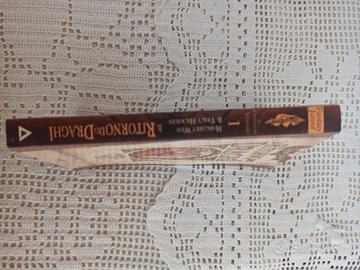 MARGARET WEIS
& TRACY HICKMAN
IL RITORNO DEI DRAGHI
1